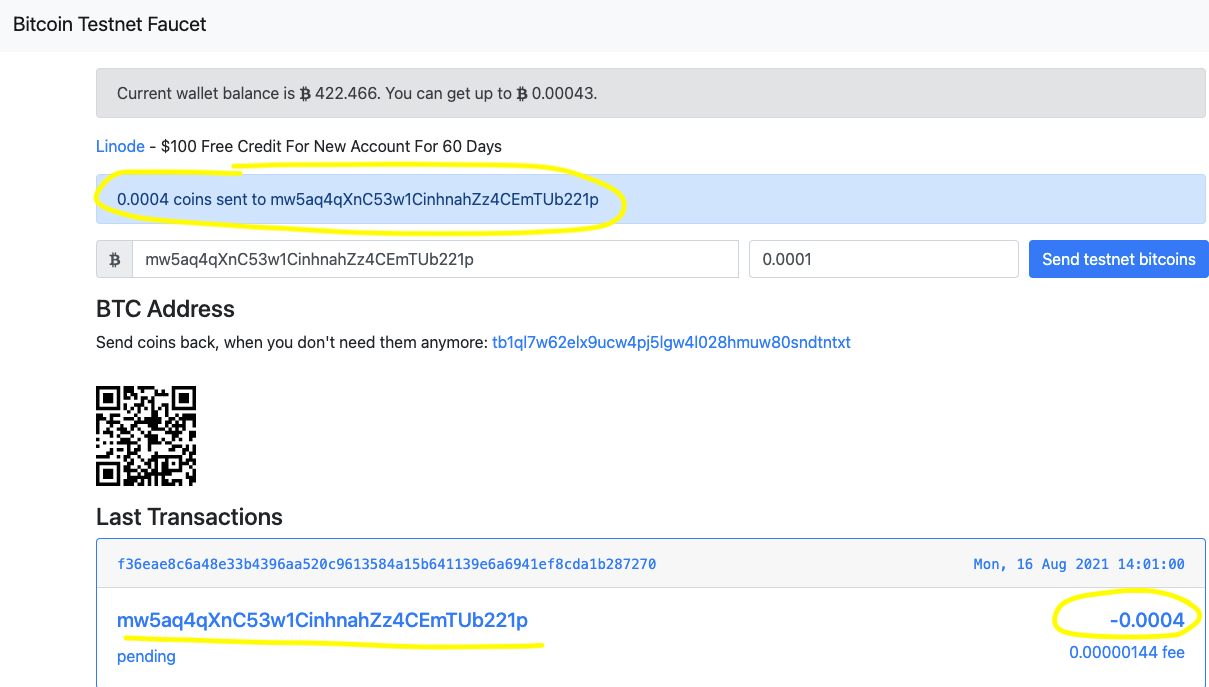 Bitcoin Testnet Faucet
Current wallet balance is ₿ 422.466. You can get up to ₿ 0.00043.
Linode - $100 Free Credit For New Account For 60 Days
0.0004 coins sent to mw5aq4qXnC53w1CinhnahZz4CEmTUb221p
₿ mw5aq4qXnC53w1CinhnahZz4CEmTUb221p 0.0001 Send testnet bitcoins
BTC Address
Send coins back, when you don't need them anymore: tb1ql7w62elx9ucw4pj5lgw4l028hmuw80sndtntxt
Last Transactions
f36eae8c6a48e33b4396aa520c9613584a15b641139e6a6941ef8cda1b287270 Mon, 16 Aug 2021 14:01:00
mw5aq4qXnC53w1CinhnahZz4CEmTUb221p -0.0004
pending 0.00000144 fee